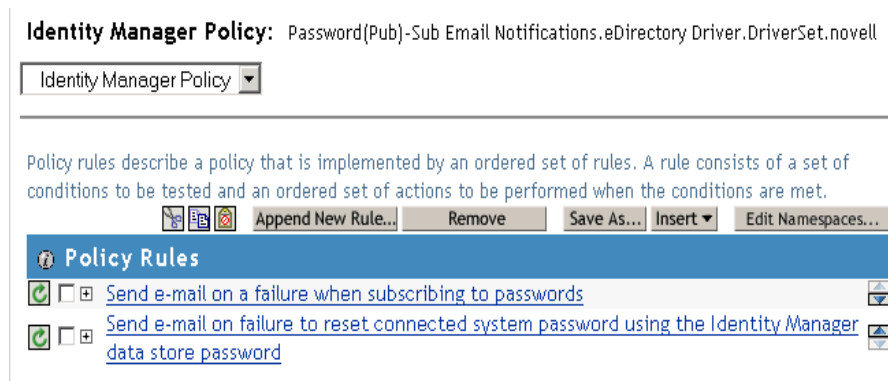 Identity Manager Policy: Password(Pub)-Sub Email Notifications.eDirectory Driver.DriverSet.novell
Identity Manager Policy
Policy rules describe a policy that is implemented by an ordered set of rules. A rule consists of a set of
conditions to be tested and an ordered set of actions to be performed when the conditions are met.
Append New Rule... Remove Save As... Insert Edit Namespaces...
Policy Rules
Send e-mail on a failure when subscribing to passwords
Send e-mail on failure to reset connected system password using the Identity Manager
data store password